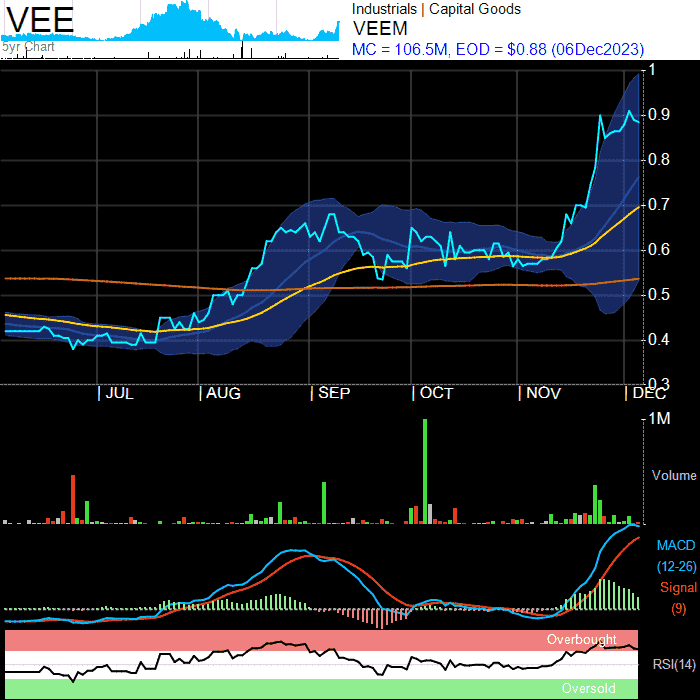 VEE
5yr Chart
Industrials | Capital Goods
VEEM
MC = 106.5M, EOD = $0.88 (06Dec2023)
1
0.9
0.8
0.7
0.6
0.5
0.4
0.3
| JUL | AUG | SEP | OCT | NOV | DEC
1M
Volume
MACD
(12-26)
Signal
(9)
Overbought
RSI(14)
Oversold